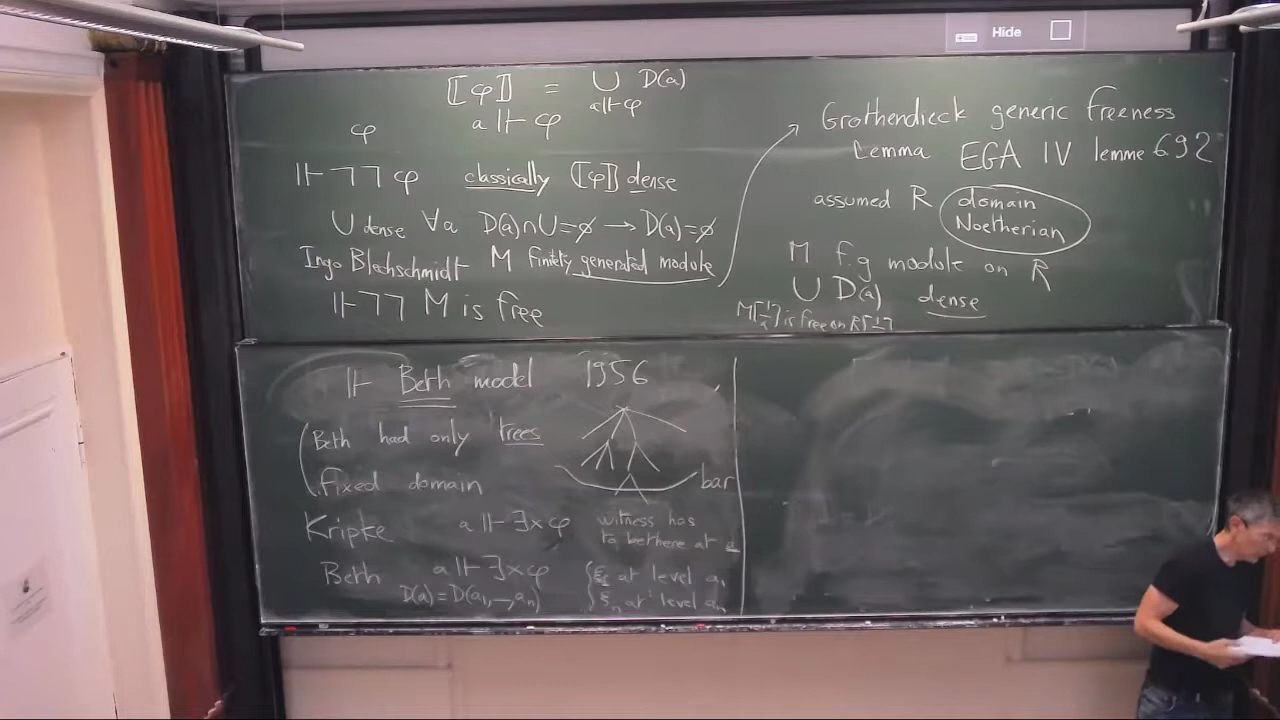 Hide
⟦φ⟧ = ∪ D(a)
a ⊩ φ
a ⊩ φ
φ
⊩ ¬¬φ classically ⟦φ⟧ dense
U dense ∀a D(a)∩U=∅ → D(a)=∅
Ingo Blechschmidt M finitely generated module
⊩ ¬¬ M is free
Grothendieck generic freeness
Lemma EGA IV lemme 6 9 2
assumed R domain
Noetherian
M f.g module on R
∪ D(a) dense
M[1/a] is free on R[1/a]
⊩ Beth model 1956
(Beth had only trees
fixed domain
bar
Kripke a ⊩ ∃x φ witness has
to be there at a
Beth a ⊩ ∃x φ { ξ₁ at level a₁
D(a) = D(a₁,—,aₙ) ξₙ at level aₙ